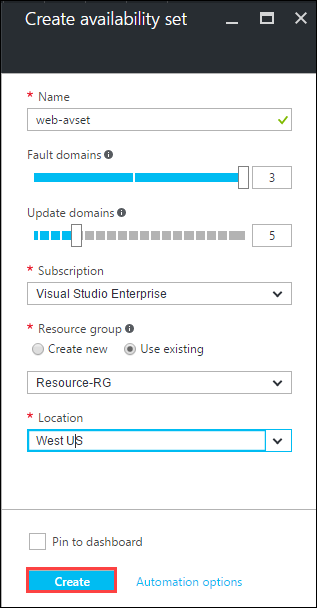 Create availability set
* Name
web-avset
Fault domains
3
Update domains
5
* Subscription
Visual Studio Enterprise
* Resource group
Create new Use existing
Resource-RG
* Location
West US
Pin to dashboard
Create Automation options